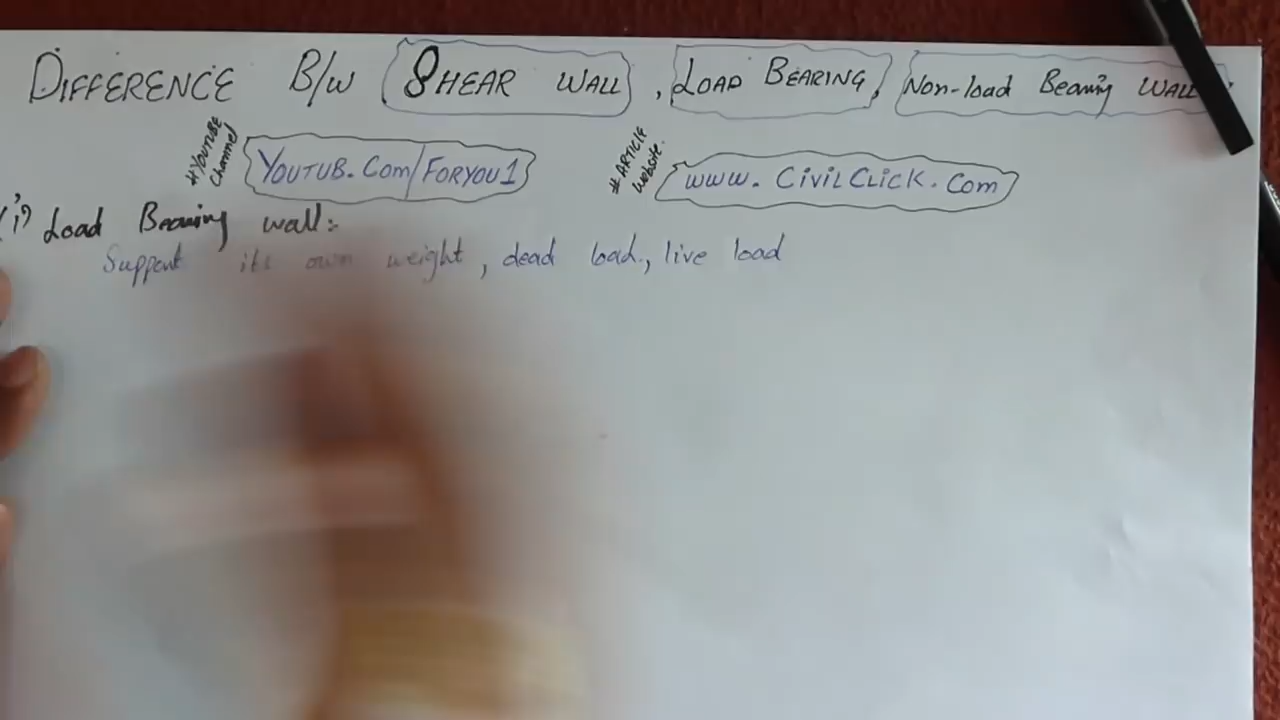 DIFFERENCE B/W SHEAR WALL, LOAD BEARING, Non-load Bearing WALL
#YOUTUBE Channel YOUTUB.Com/FORYOU1 #ARTICLE Website. www.CivilClick.Com
(i) Load Bearing wall:-
Support its own weight, dead load, live load